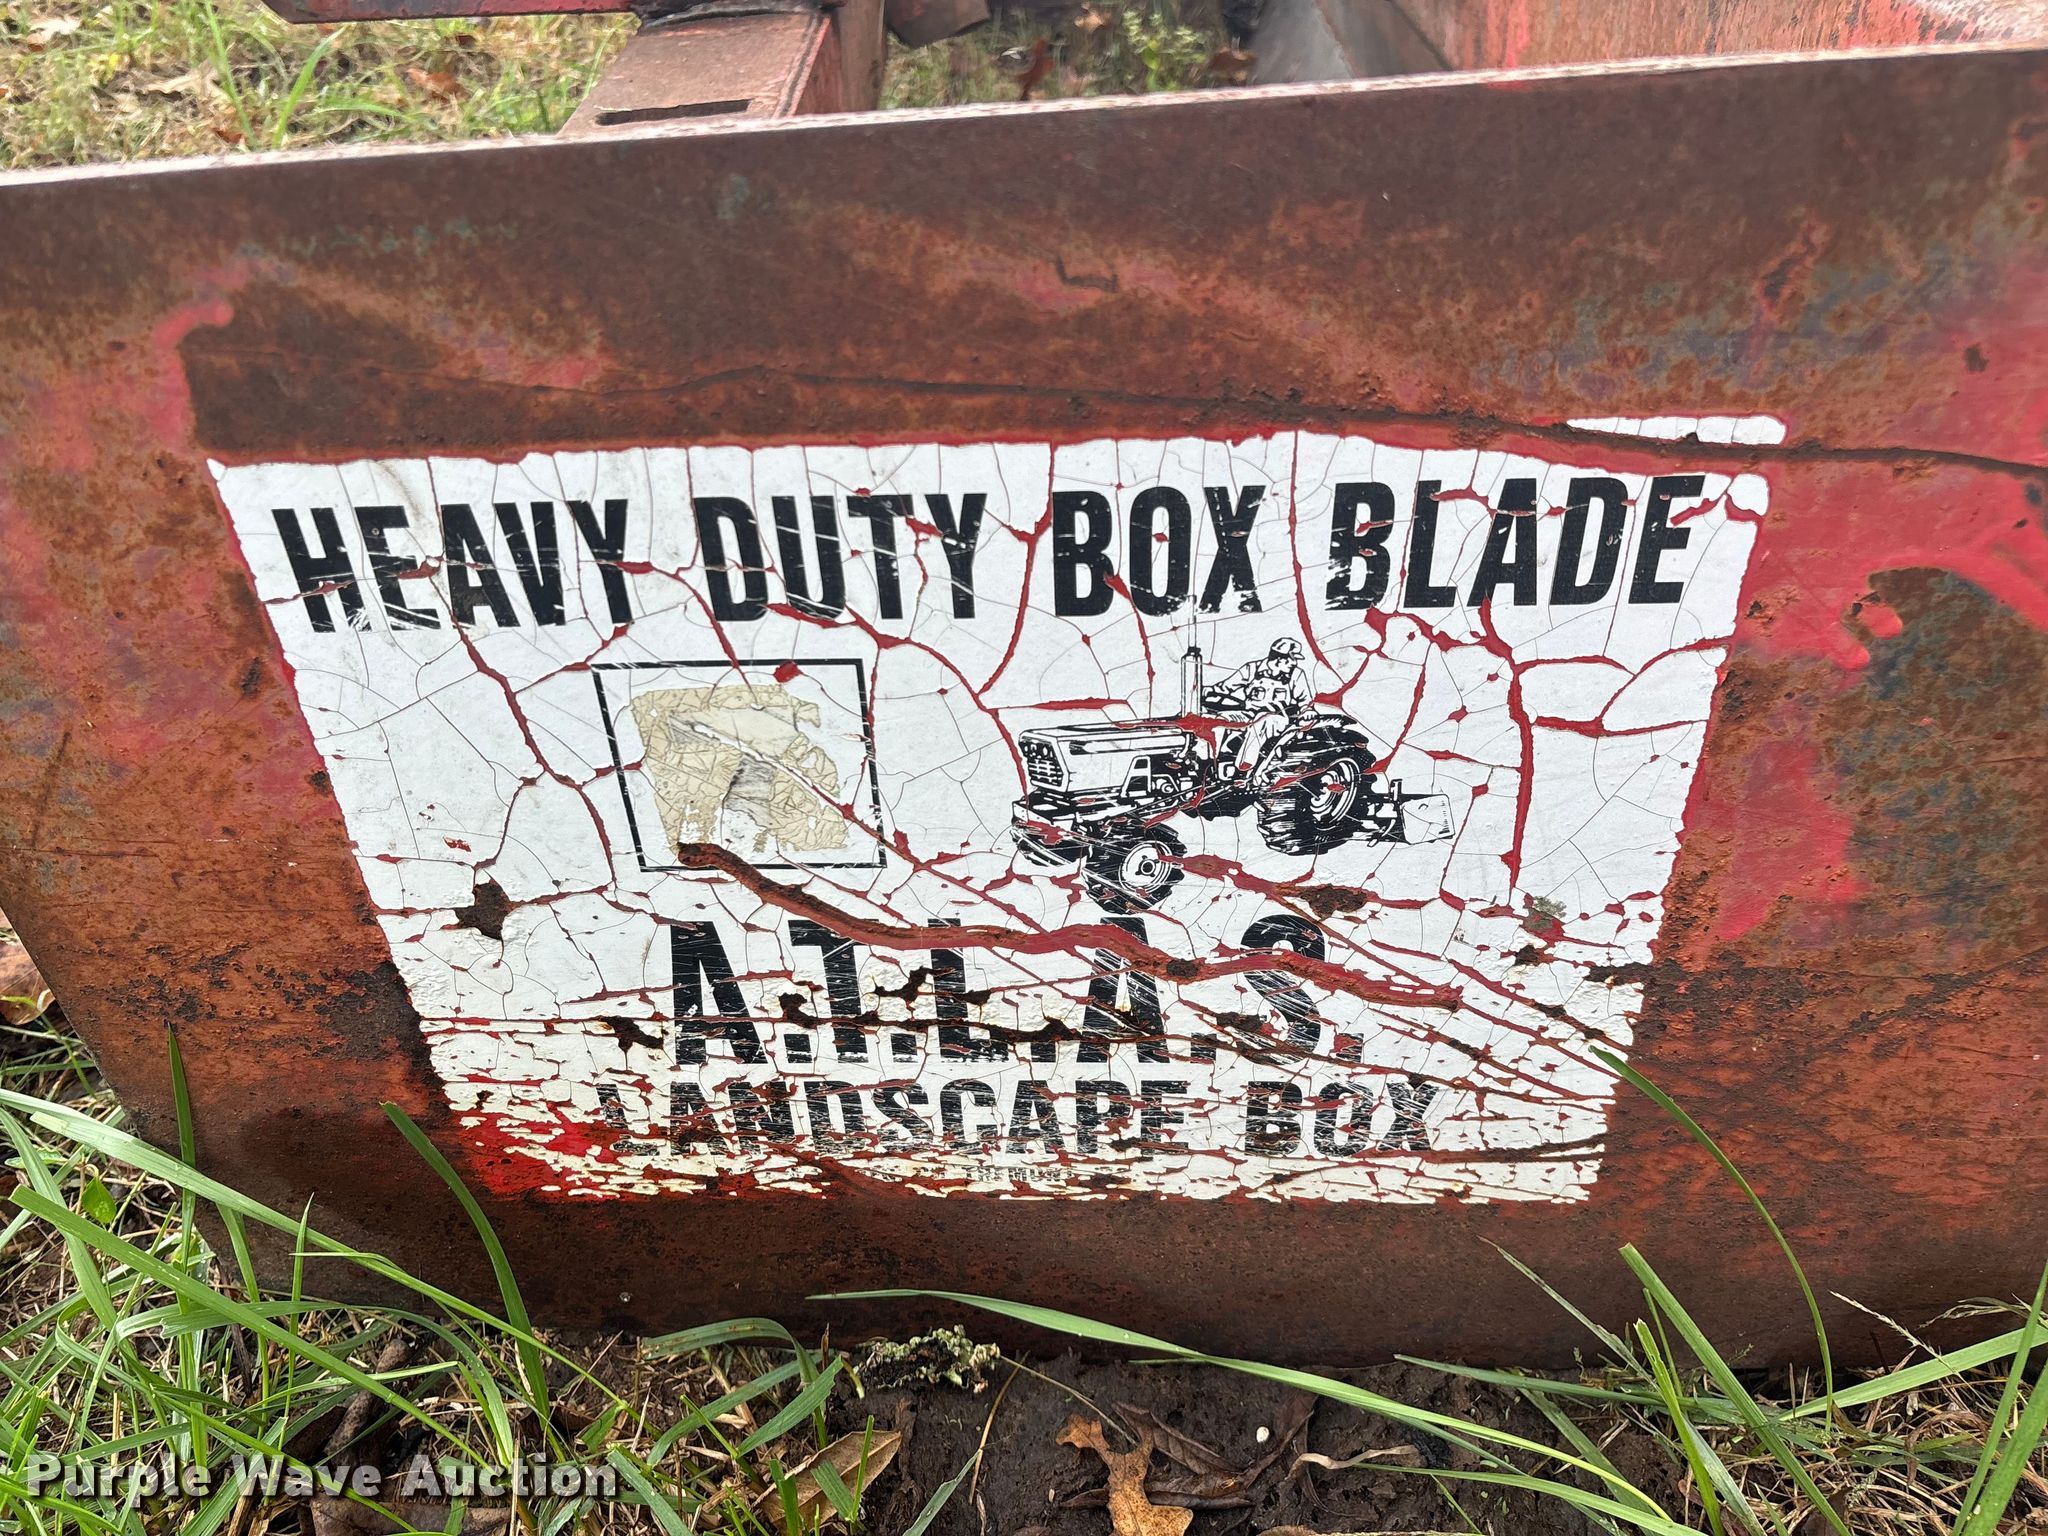 HEAVY DUTY BOX BLADE
A.T.L.A.S.
LANDSCAPE BOX
Purple Wave Auction